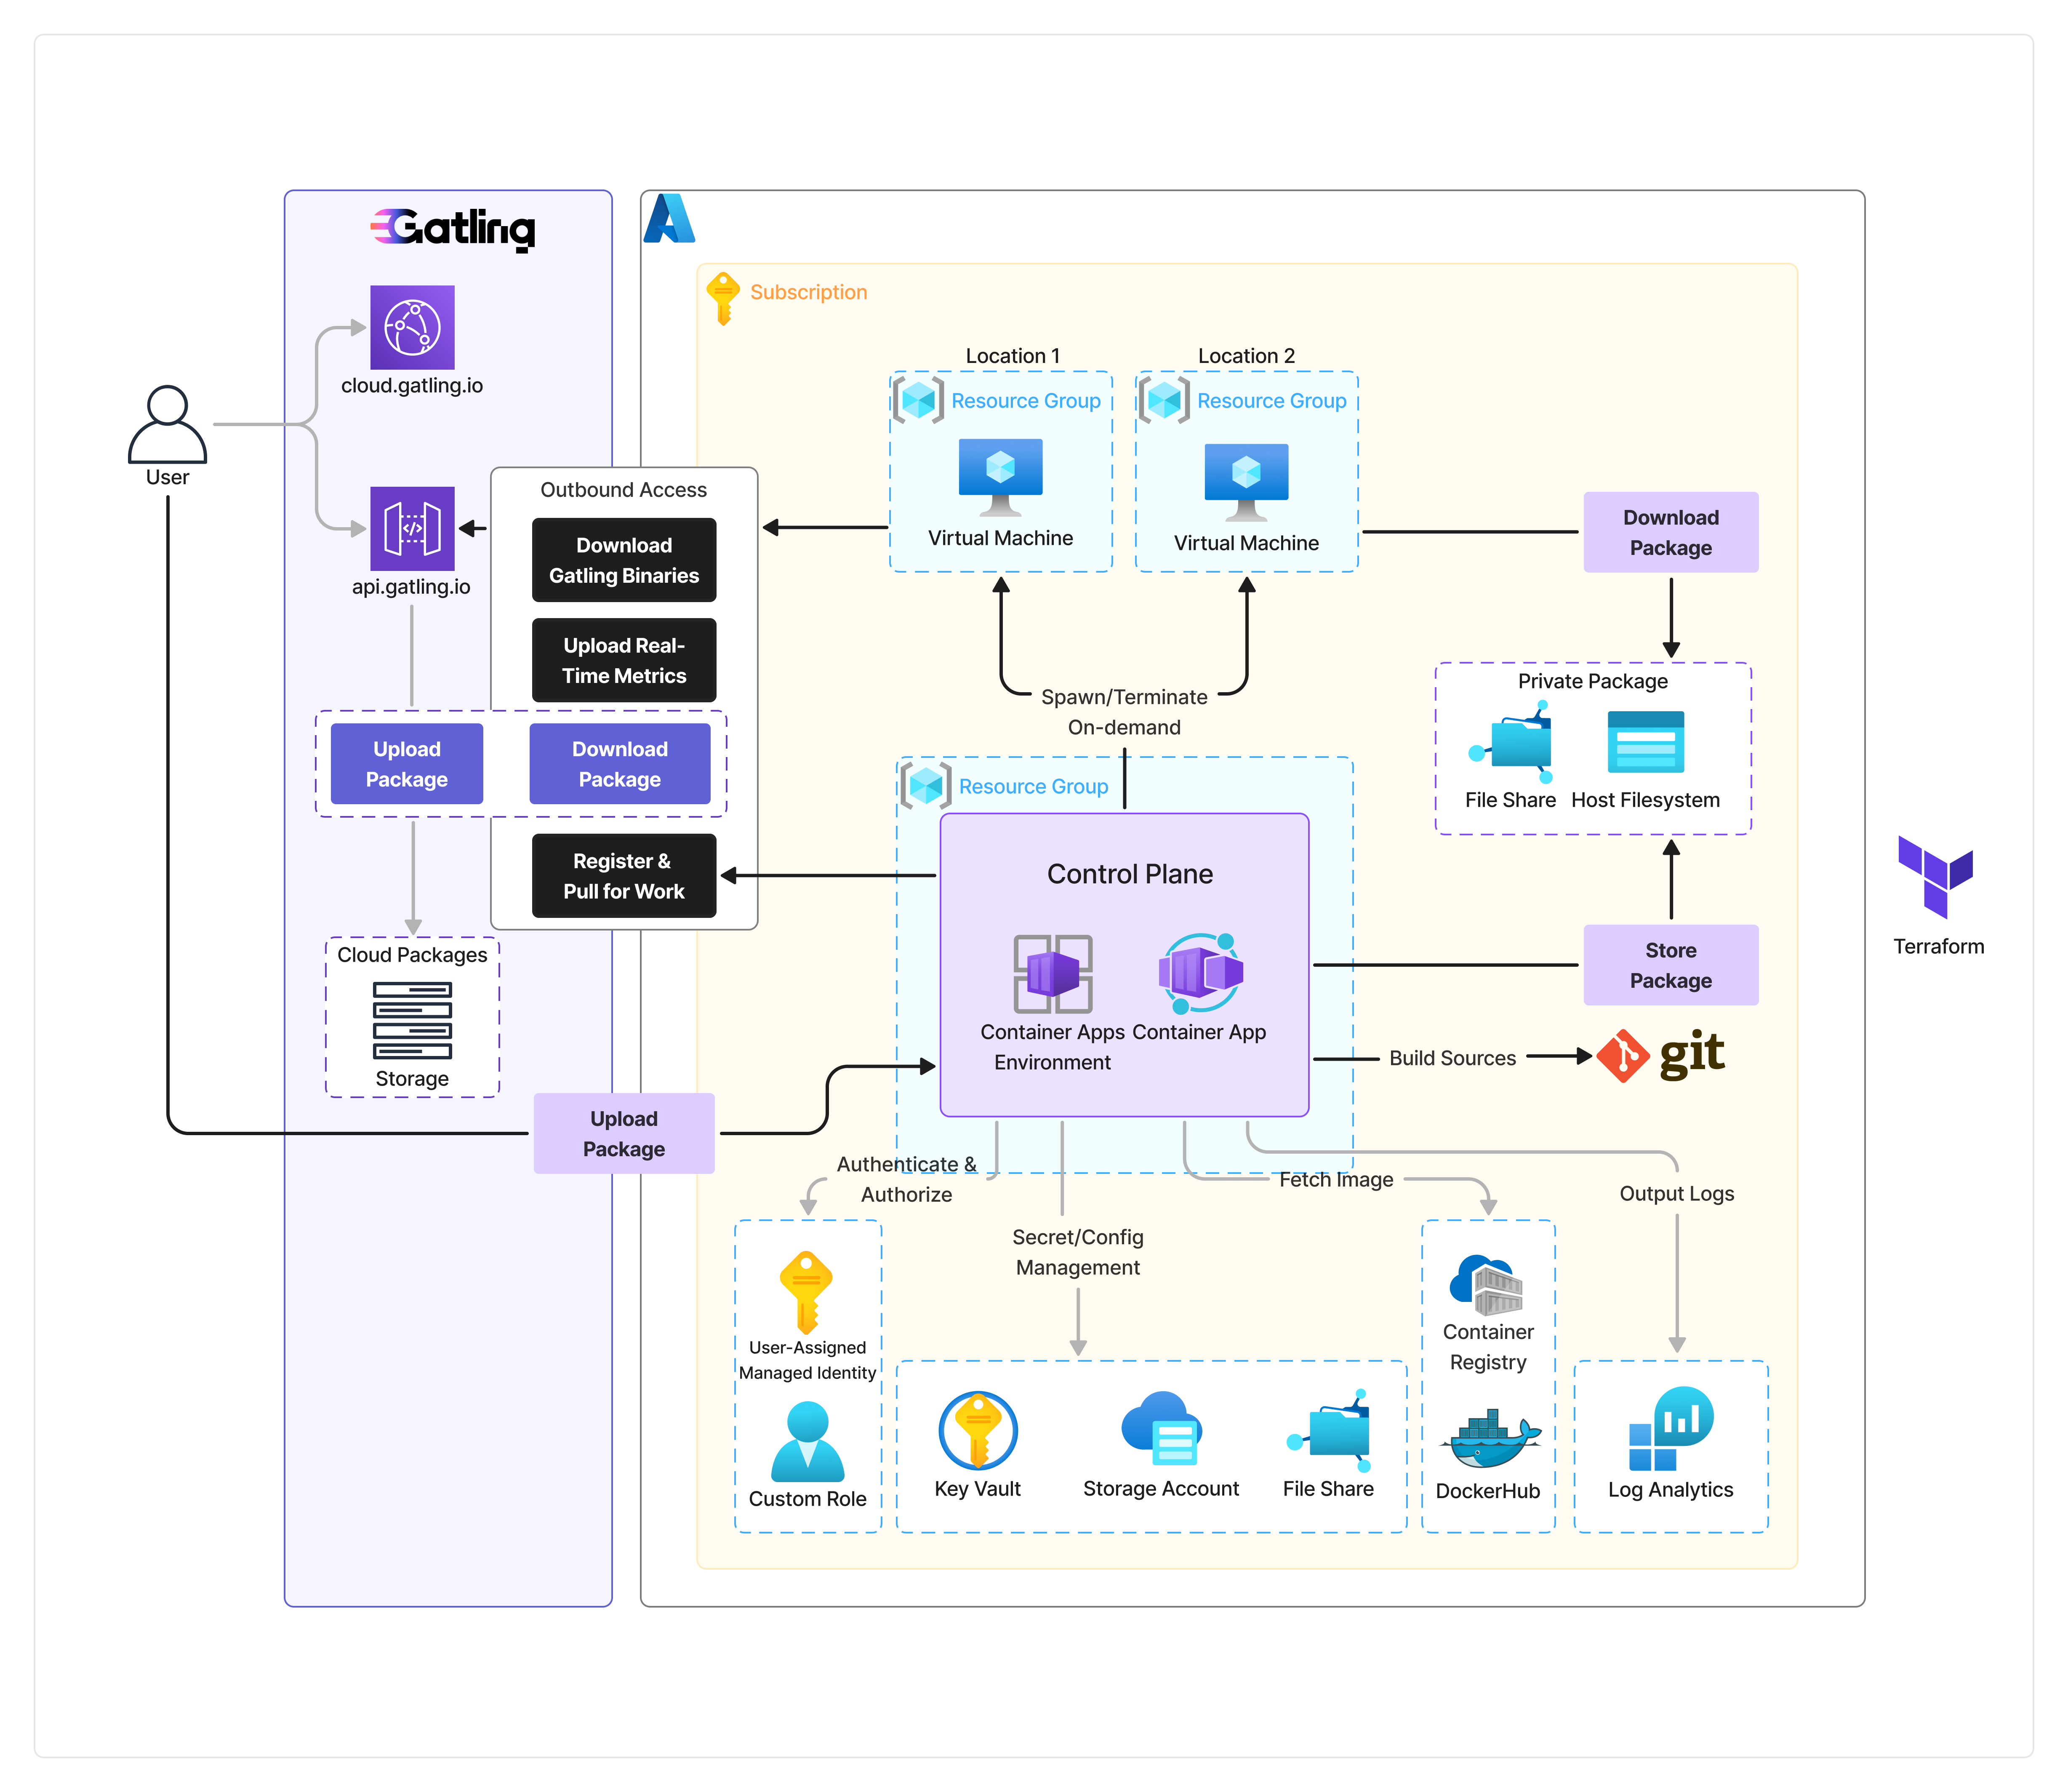 Gatling
cloud.gatling.io
User
api.gatling.io
Outbound Access
Download
Gatling Binaries
Upload Real-
Time Metrics
Upload
Package
Download
Package
Register &
Pull for Work
Cloud Packages
Storage
Upload
Package
Subscription
Location 1
Resource Group
Virtual Machine
Location 2
Resource Group
Virtual Machine
Download
Package
Spawn/Terminate
On-demand
Private Package
File Share
Host Filesystem
Resource Group
Control Plane
Container Apps
Environment
Container App
Store
Package
Build Sources
git
Terraform
Authenticate &
Authorize
Secret/Config
Management
Fetch Image
Output Logs
User-Assigned
Managed Identity
Custom Role
Key Vault
Storage Account
File Share
Container
Registry
DockerHub
Log Analytics